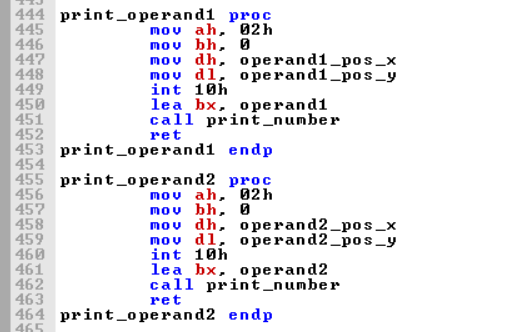 444 print_operand1 proc
445 mov ah, 02h
446 mov bh, 0
447 mov dh, operand1_pos_x
448 mov dl, operand1_pos_y
449 int 10h
450 lea bx, operand1
451 call print_number
452 ret
453 print_operand1 endp
454
455 print_operand2 proc
456 mov ah, 02h
457 mov bh, 0
458 mov dh, operand2_pos_x
459 mov dl, operand2_pos_y
460 int 10h
461 lea bx, operand2
462 call print_number
463 ret
464 print_operand2 endp